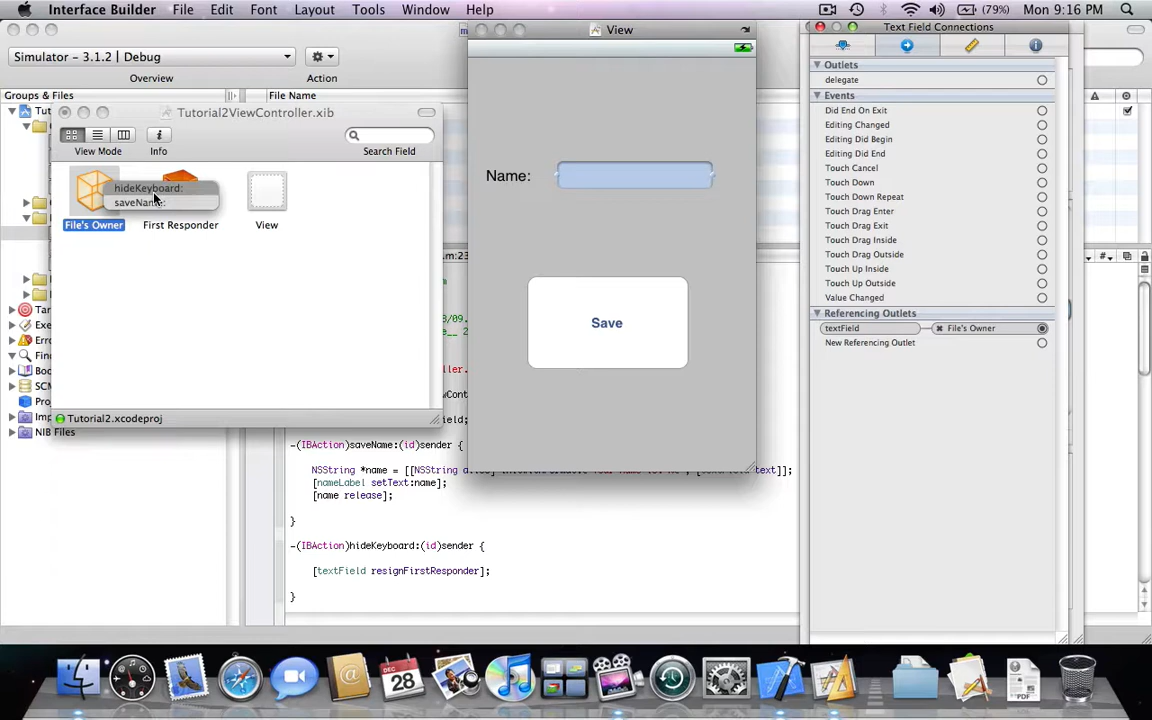 Interface Builder File Edit Font Layout Tools Window Help (79%) Mon 9:16 PM
Simulator - 3.1.2 | Debug
Overview
Action
Groups & Files
File Name
Tutorial2ViewController.xib
View Mode
Info
Search Field
hideKeyboard:
File's Owner
First Responder
View
Tutorial2.xcodeproj
NIB Files
View
Name:
Save
-(IBAction)saveName:(id)sender {
NSString *name = [[NSString
[nameLabel setText:name];
[name release];
}
-(IBAction)hideKeyboard:(id)sender {
[textField resignFirstResponder];
}
Text Field Connections
Outlets
delegate
Events
Did End On Exit
Editing Changed
Editing Did Begin
Editing Did End
Touch Cancel
Touch Down
Touch Down Repeat
Touch Drag Enter
Touch Drag Exit
Touch Drag Inside
Touch Drag Outside
Touch Up Inside
Touch Up Outside
Value Changed
Referencing Outlets
textField File's Owner
New Referencing Outlet
DEC
28